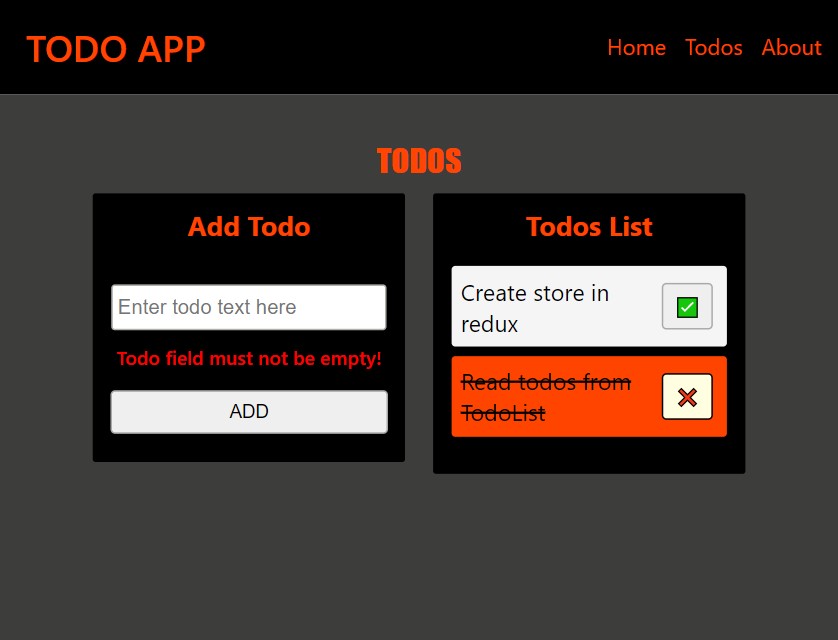 TODO APP
Home Todos About
TODOS
Add Todo
Enter todo text here
Todo field must not be empty!
ADD
Todos List
Create store in
redux
Read todos from
TodoList